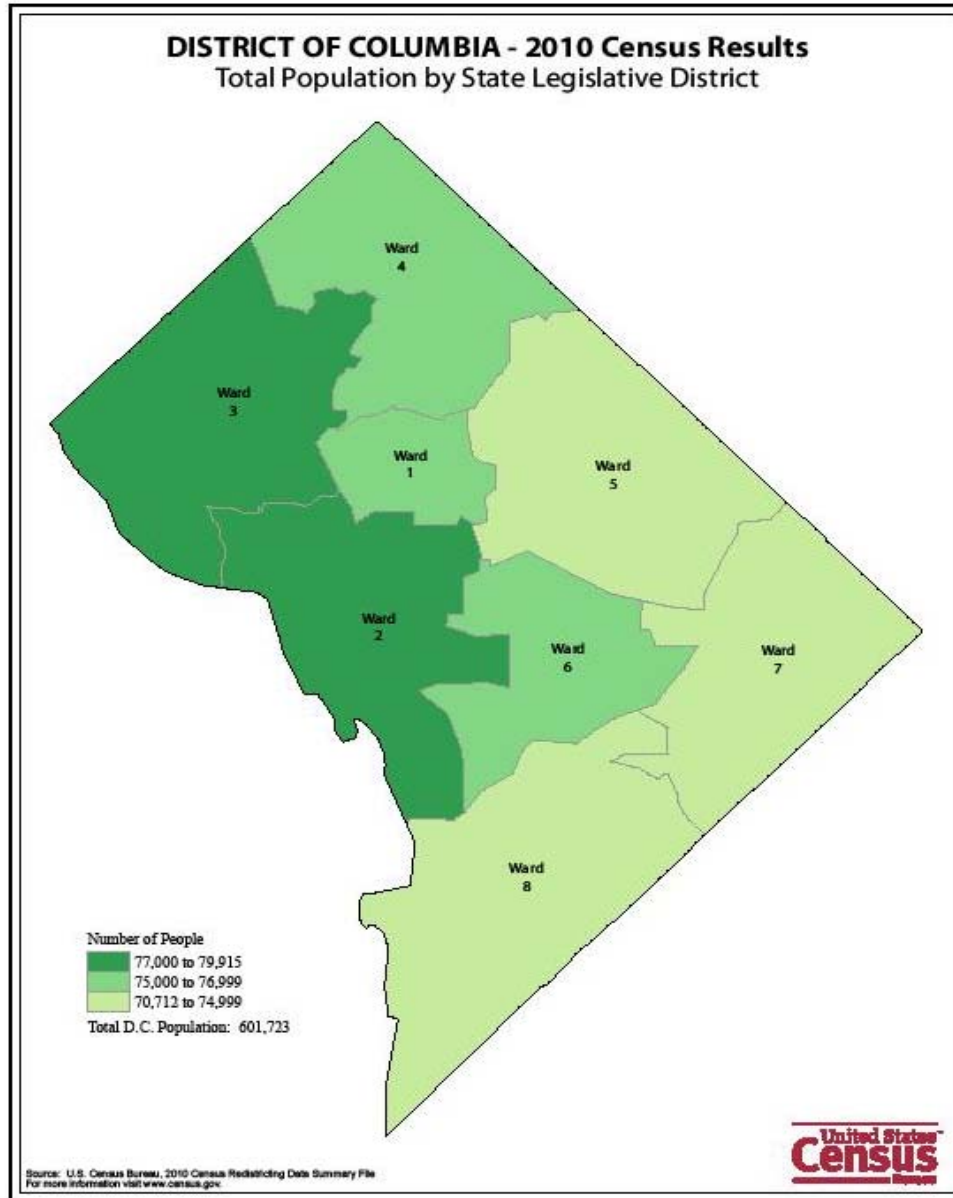 DISTRICT OF COLUMBIA - 2010 Census Results
Total Population by State Legislative District
Ward
4
Ward
3
Ward
1
Ward
5
Ward
2
Ward
6
Ward
7
Ward
8
Number of People
77,000 to 79,915
75,000 to 76,999
70,712 to 74,999
Total D.C. Population: 601,723
United States™
Census
Bureau
Source: U.S. Census Bureau, 2010 Census Redistricting Data Summary File
For more information visit www.census.gov.